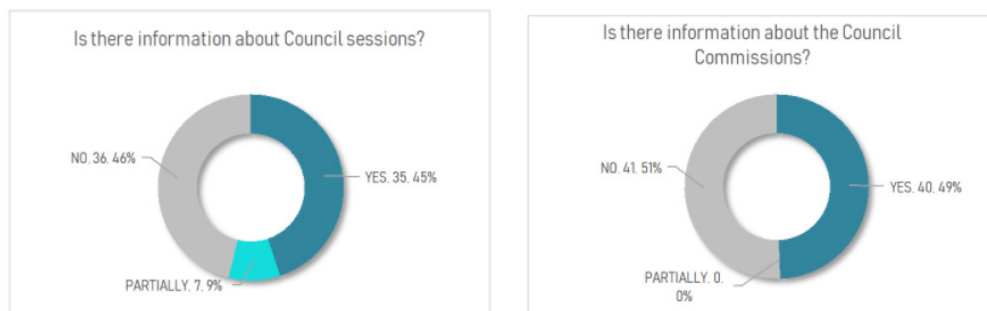 Is there information about Council sessions?
NO. 36. 46%
YES. 35. 45%
PARTIALLY. 7. 9%
Is there information about the Council
Commissions?
NO. 41. 51%
YES. 40. 49%
PARTIALLY. 0.
0%